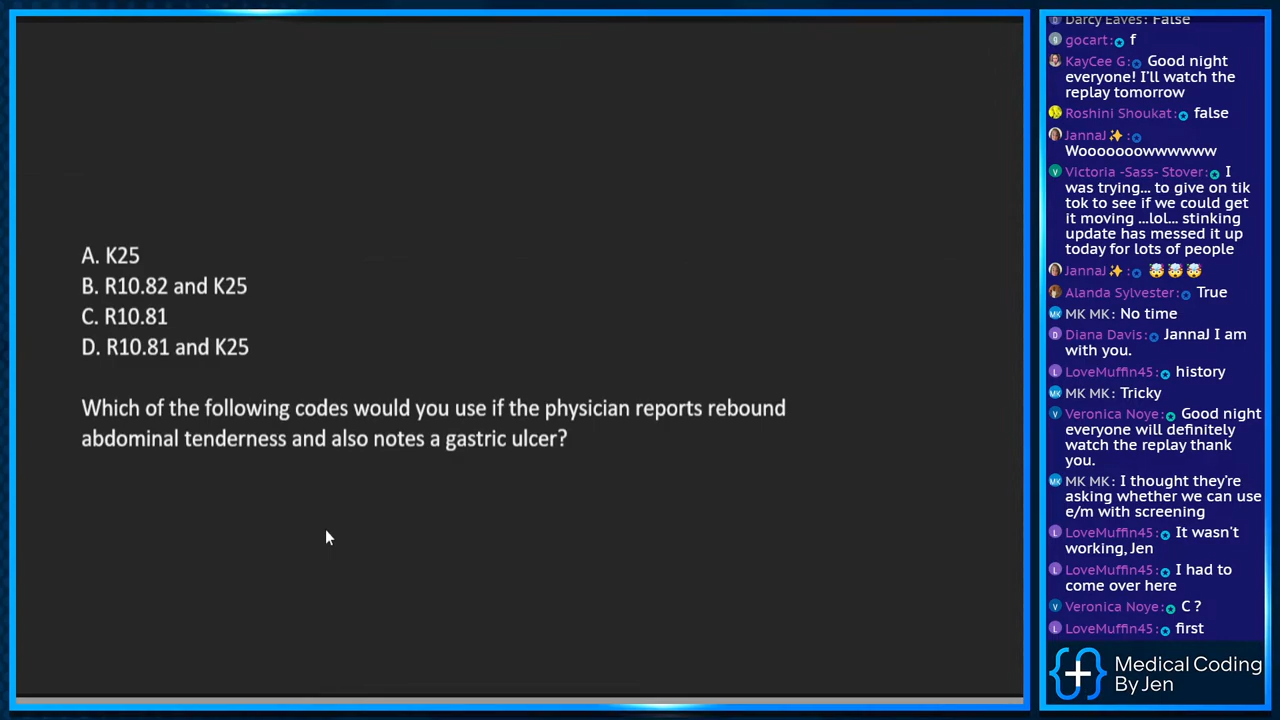 A. K25
B. R10.82 and K25
C. R10.81
D. R10.81 and K25
Which of the following codes would you use if the physician reports rebound
abdominal tenderness and also notes a gastric ulcer?
Darcy Eaves: False
gocart: f
KayCee G: Good night
everyone! I'll watch the
replay tomorrow
Roshini Shoukat: false
JannaJ✨ :
Wooooooowwwwww
Victoria -Sass- Stover: I
was trying... to give on tik
tok to see if we could get
it moving ...lol... stinking
update has messed it up
today for lots of people
JannaJ✨ : 🤯🤯🤯
Alanda Sylvester: True
MK MK: No time
Diana Davis: JannaJ I am
with you.
LoveMuffin45: history
MK MK: Tricky
Veronica Noye: Good night
everyone will definitely
watch the replay thank
you.
MK MK: I thought they're
asking whether we can use
e/m with screening
LoveMuffin45: It wasn't
working, Jen
LoveMuffin45: I had to
come over here
Veronica Noye: C ?
LoveMuffin45: first
Medical Coding
By Jen